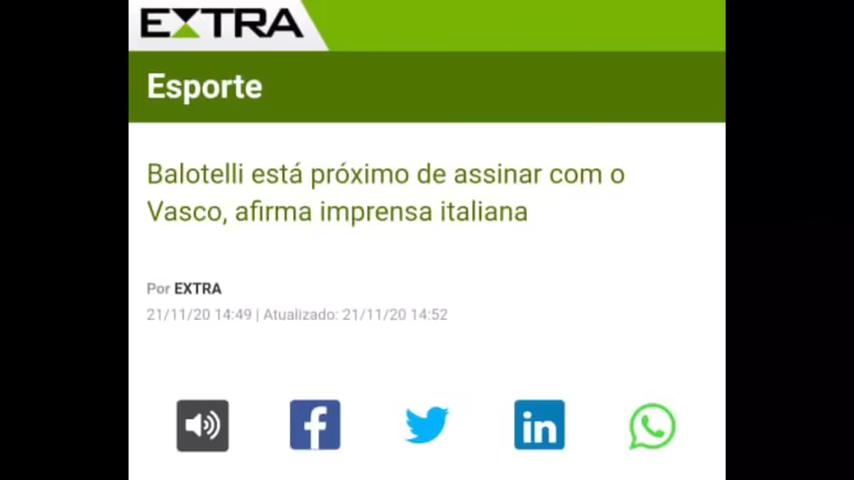 EXTRA
Esporte
Balotelli está próximo de assinar com o
Vasco, afirma imprensa italiana
Por EXTRA
21/11/20 14:49 | Atualizado: 21/11/20 14:52
f
in